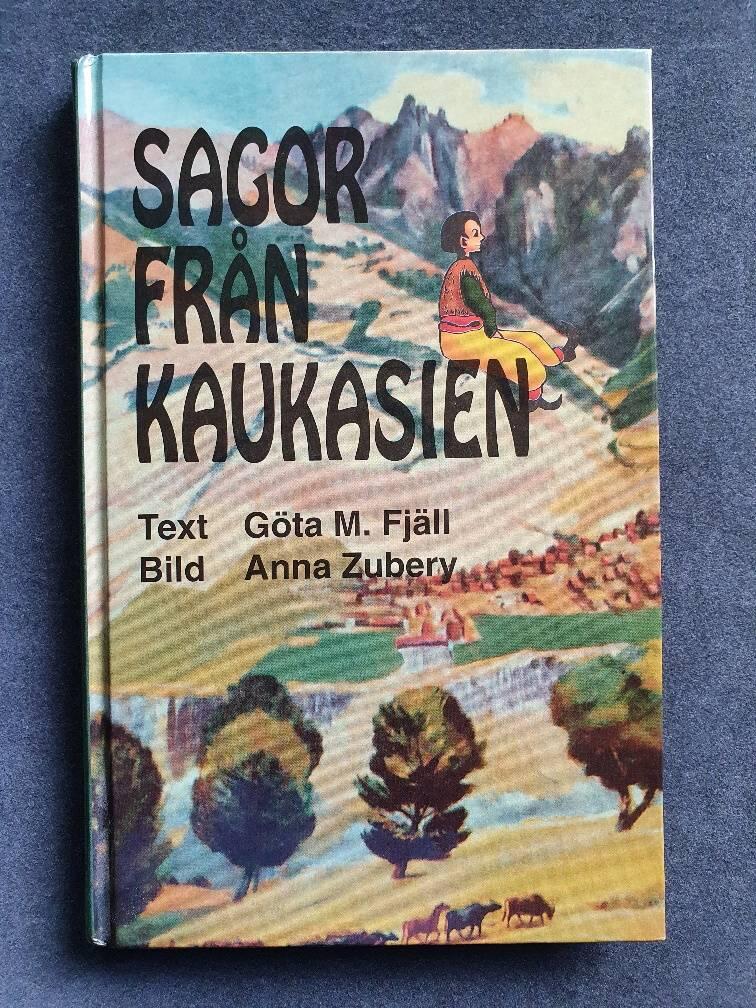 SAGOR
FRÅN
KAUKASIEN
Text Göta M. Fjäll
Bild Anna Zubery